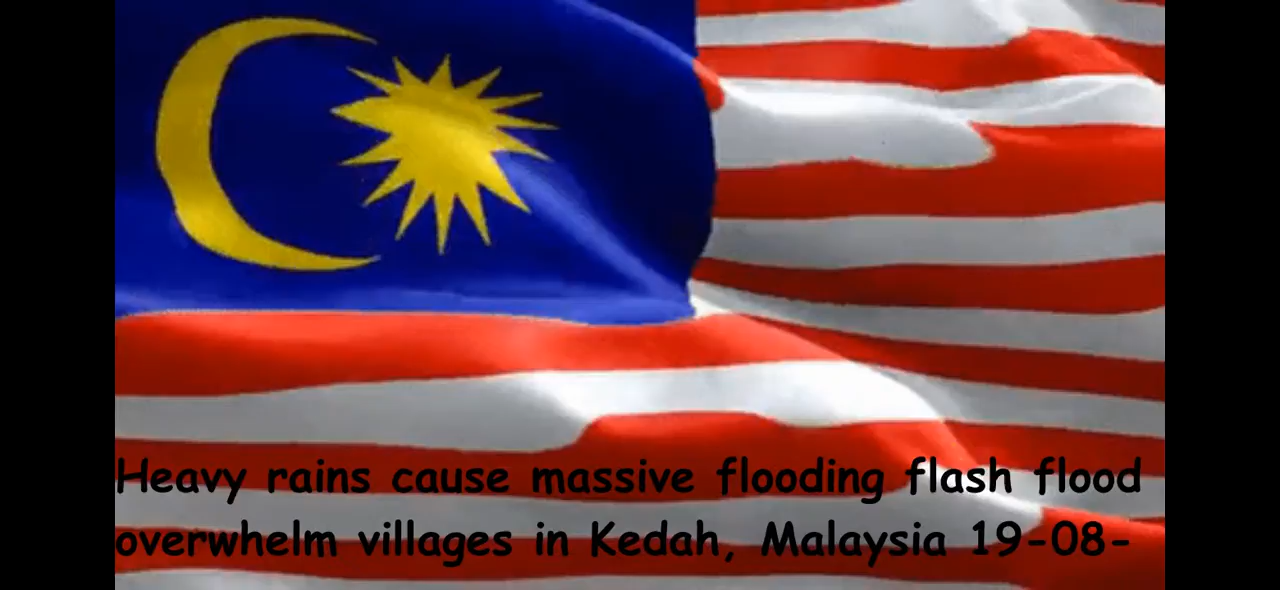 Heavy rains cause massive flooding flash flood
overwhelm villages in Kedah, Malaysia 19-08-